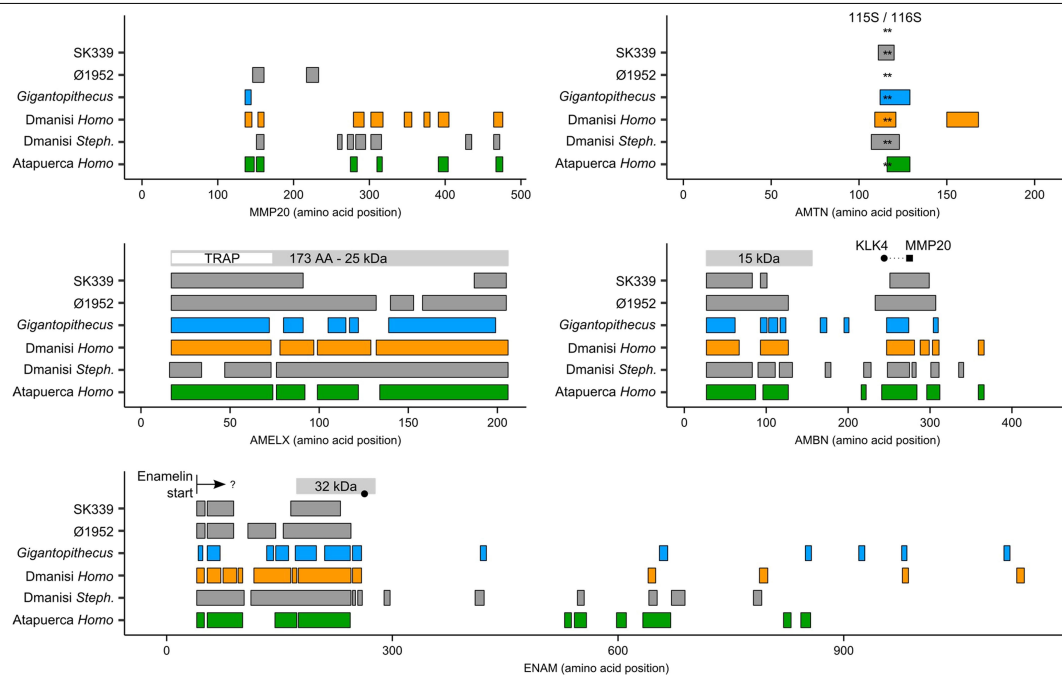 115S / 116S
**
SK339
**
Ø1952
**
Gigantopithecus
**
Dmanisi Homo
**
Dmanisi Steph.
Atapuerca Homo
**
0
100
200
300
400
500
MMP20 (amino acid position)
SK339
Ø1952
Gigantopithecus
Dmanisi Homo
Dmanisi Steph.
Atapuerca Homo
0
50
100
150
200
AMTN (amino acid position)
TRAP
173 AA - 25 kDa
SK339
Ø1952
Gigantopithecus
Dmanisi Homo
Dmanisi Steph.
Atapuerca Homo
0
50
100
150
200
AMELX (amino acid position)
KLK4
MMP20
15 kDa
SK339
Ø1952
Gigantopithecus
Dmanisi Homo
Dmanisi Steph.
Atapuerca Homo
0
100
200
300
400
AMBN (amino acid position)
Enamelin
start
?
32 kDa
SK339
Ø1952
Gigantopithecus
Dmanisi Homo
Dmanisi Steph.
Atapuerca Homo
0
300
600
900
ENAM (amino acid position)